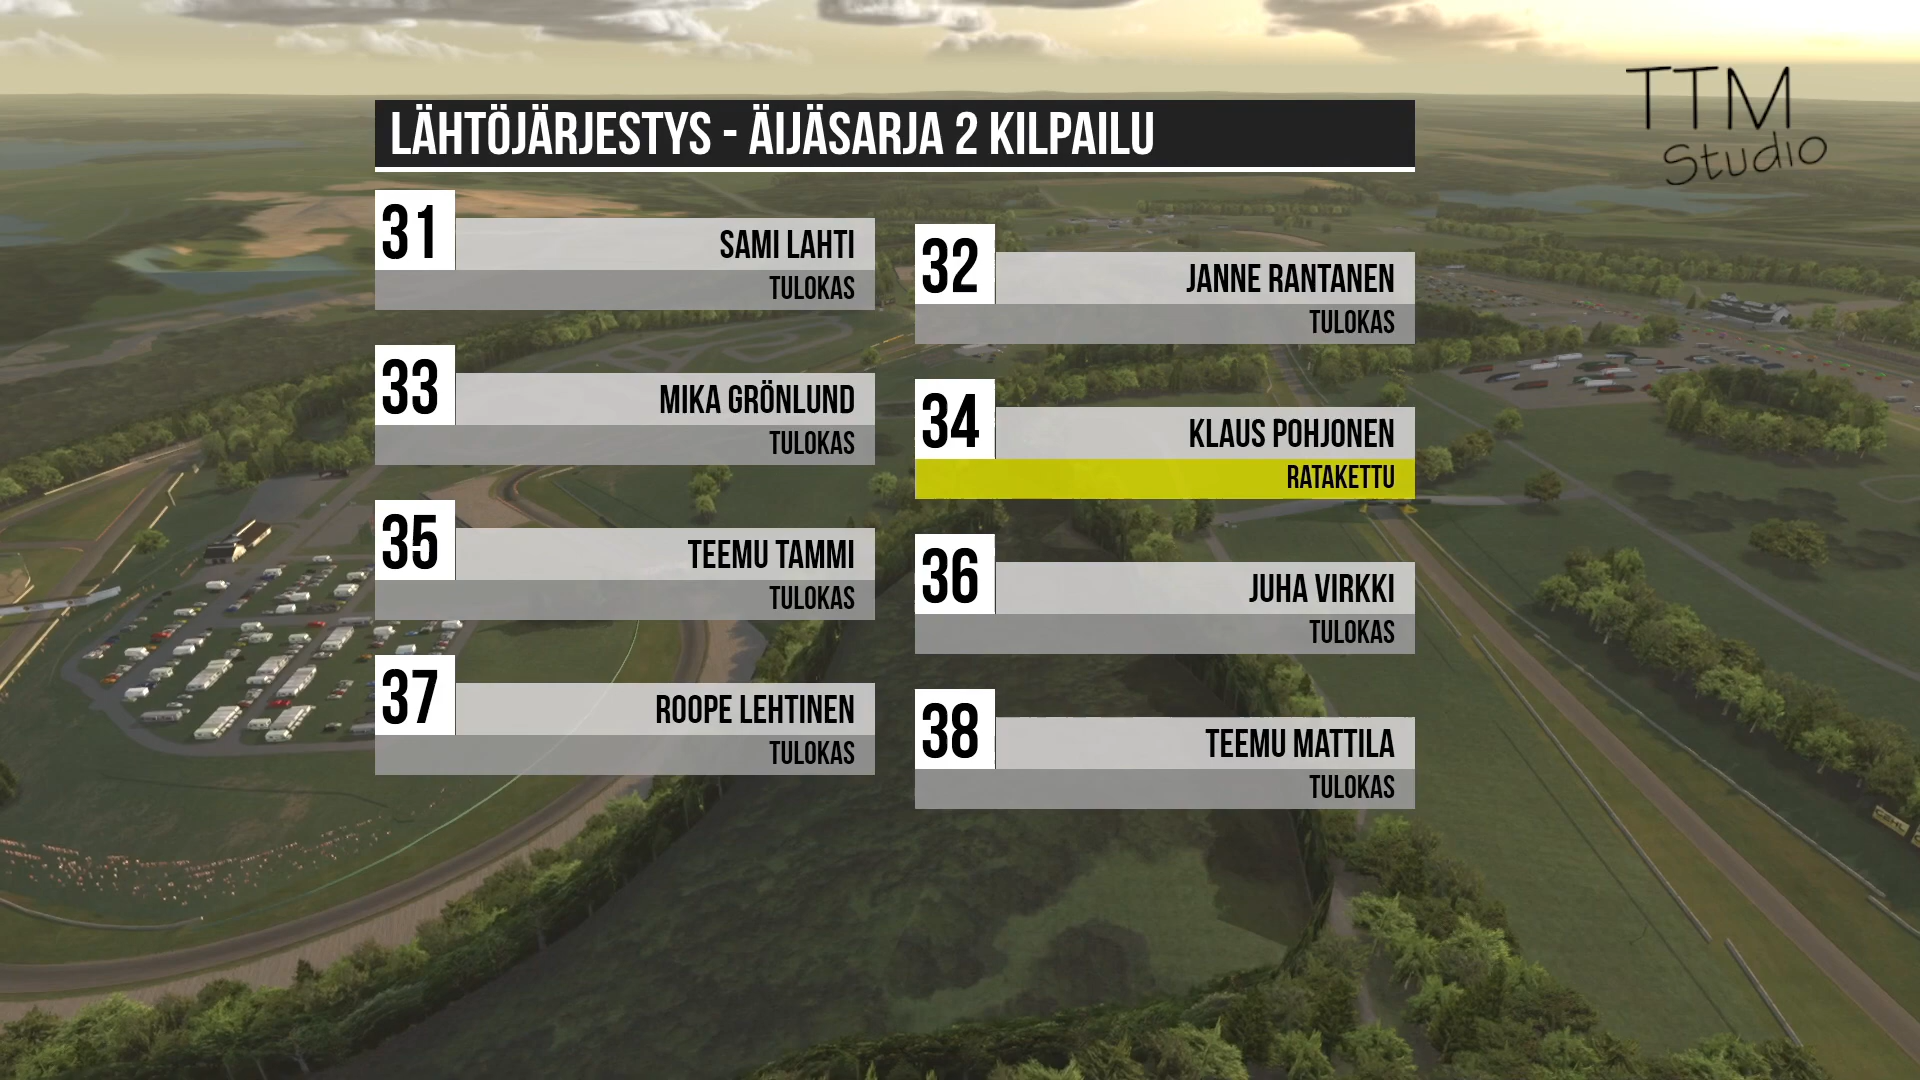 TTM
Studio
LÄHTÖJÄRJESTYS - ÄIJÄSARJA 2 KILPAILU
31
SAMI LAHTI
TULOKAS
32
JANNE RANTANEN
TULOKAS
33
MIKA GRÖNLUND
TULOKAS
34
KLAUS POHJONEN
RATAKETTU
35
TEEMU TAMMI
TULOKAS
36
JUHA VIRKKI
TULOKAS
37
ROOPE LEHTINEN
TULOKAS
38
TEEMU MATTILA
TULOKAS